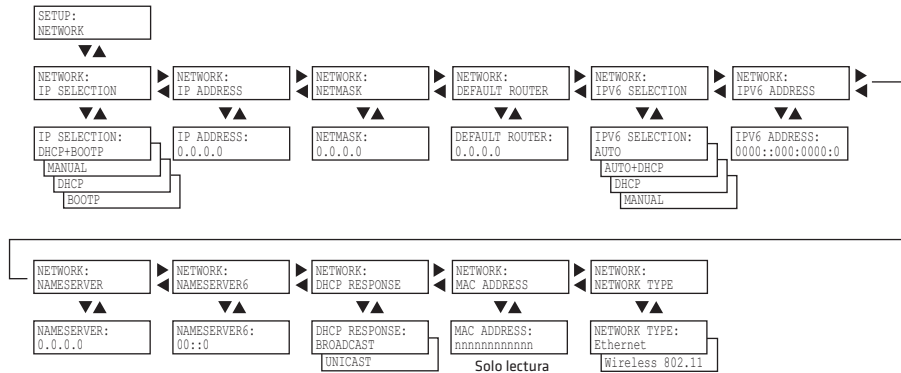 SETUP:
NETWORK
NETWORK:
IP SELECTION
NETWORK:
IP ADDRESS
NETWORK:
NETMASK
NETWORK:
DEFAULT ROUTER
NETWORK:
IPV6 SELECTION
NETWORK:
IPV6 ADDRESS
IP SELECTION:
DHCP+BOOTP
MANUAL
DHCP
BOOTP
IP ADDRESS:
0.0.0.0
NETMASK:
0.0.0.0
DEFAULT ROUTER:
0.0.0.0
IPV6 SELECTION:
AUTO
AUTO+DHCP
DHCP
MANUAL
IPV6 ADDRESS:
0000::000:0000:0
NETWORK:
NAMESERVER
NETWORK:
NAMESERVER6
NETWORK:
DHCP RESPONSE
NETWORK:
MAC ADDRESS
NETWORK:
NETWORK TYPE
NAMESERVER:
0.0.0.0
NAMESERVER6:
00::0
DHCP RESPONSE:
BROADCAST
UNICAST
MAC ADDRESS:
nnnnnnnnnnnn
Solo lectura
NETWORK TYPE:
Ethernet
Wireless 802.11